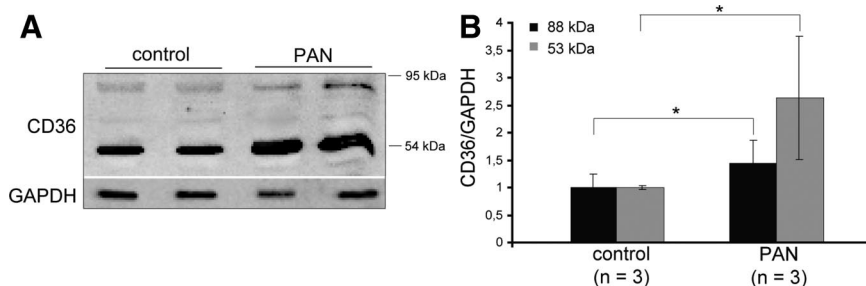 A
control PAN
95 kDa
CD36
54 kDa
GAPDH
B
CD36/GAPDH
4
3,5
3
2,5
2
1,5
1
0,5
0
88 kDa
53 kDa
*
*
control PAN
(n = 3) (n = 3)